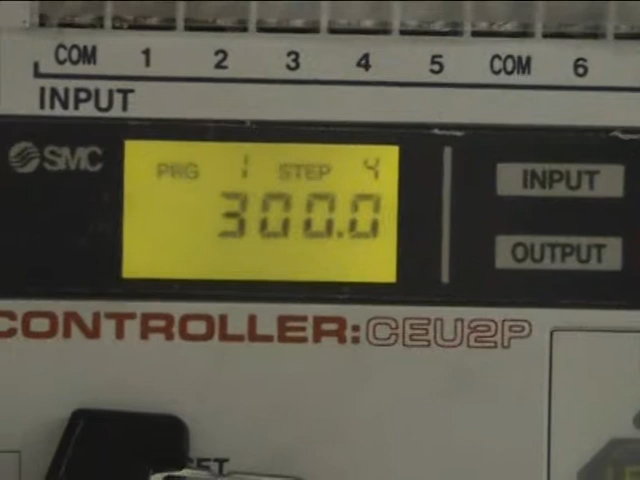 COM 1 2 3 4 5 COM 6
INPUT
SMC
PRG 1 STEP 4
300.0
INPUT
OUTPUT
CONTROLLER:CEU2P